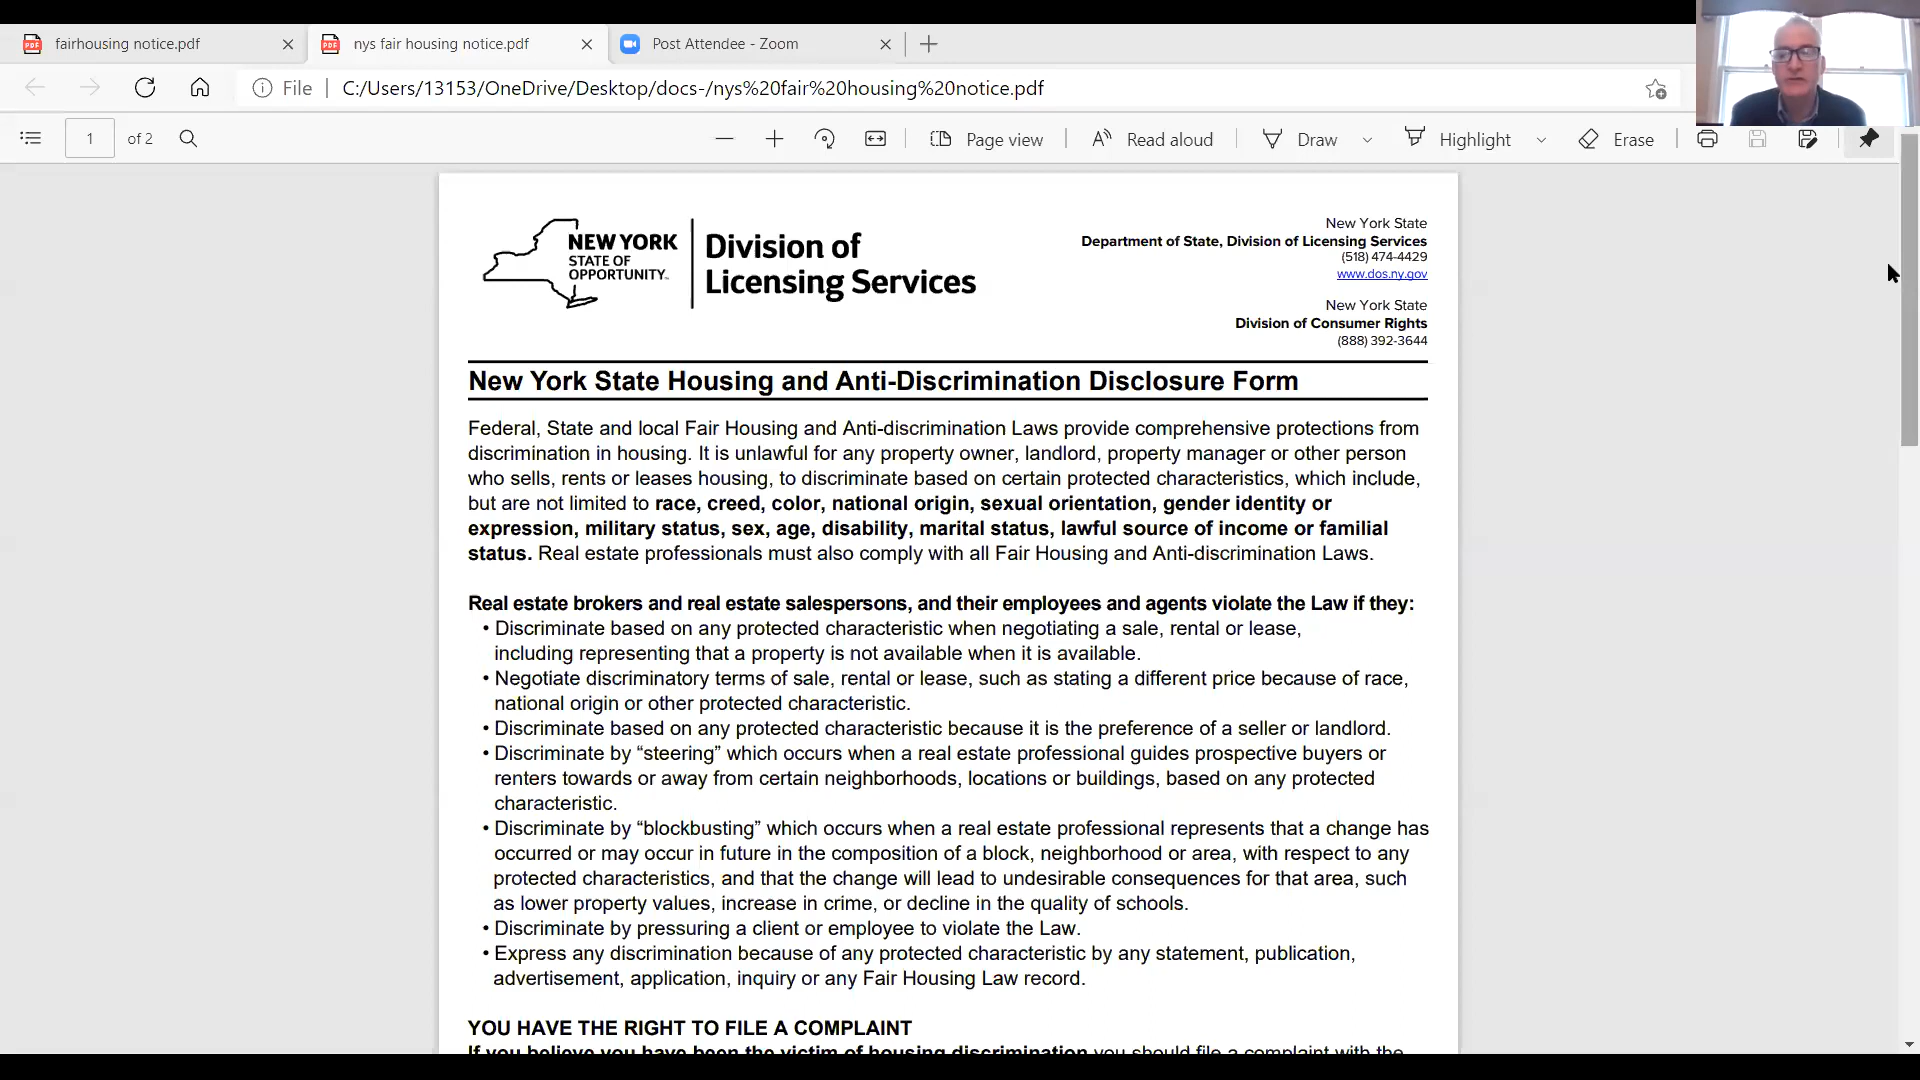 fairhousing notice.pdf
nys fair housing notice.pdf
Post Attendee - Zoom
File
C:/Users/13153/OneDrive/Desktop/docs-/nys%20fair%20housing%20notice.pdf
1 of 2
Page view
Read aloud
Draw
Highlight
Erase
NEW YORK
STATE OF
OPPORTUNITY™
Division of
Licensing Services
New York State
Department of State, Division of Licensing Services
(518) 474-4429
www.dos.ny.gov
New York State
Division of Consumer Rights
(888) 392-3644
New York State Housing and Anti-Discrimination Disclosure Form
Federal, State and local Fair Housing and Anti-discrimination Laws provide comprehensive protections from
discrimination in housing. It is unlawful for any property owner, landlord, property manager or other person
who sells, rents or leases housing, to discriminate based on certain protected characteristics, which include,
but are not limited to race, creed, color, national origin, sexual orientation, gender identity or
expression, military status, sex, age, disability, marital status, lawful source of income or familial
status. Real estate professionals must also comply with all Fair Housing and Anti-discrimination Laws.
Real estate brokers and real estate salespersons, and their employees and agents violate the Law if they:
• Discriminate based on any protected characteristic when negotiating a sale, rental or lease,
including representing that a property is not available when it is available.
• Negotiate discriminatory terms of sale, rental or lease, such as stating a different price because of race,
national origin or other protected characteristic.
• Discriminate based on any protected characteristic because it is the preference of a seller or landlord.
• Discriminate by “steering” which occurs when a real estate professional guides prospective buyers or
renters towards or away from certain neighborhoods, locations or buildings, based on any protected
characteristic.
• Discriminate by “blockbusting” which occurs when a real estate professional represents that a change has
occurred or may occur in future in the composition of a block, neighborhood or area, with respect to any
protected characteristics, and that the change will lead to undesirable consequences for that area, such
as lower property values, increase in crime, or decline in the quality of schools.
• Discriminate by pressuring a client or employee to violate the Law.
• Express any discrimination because of any protected characteristic by any statement, publication,
advertisement, application, inquiry or any Fair Housing Law record.
YOU HAVE THE RIGHT TO FILE A COMPLAINT
If you believe you have been the victim of housing discrimination you should file a complaint with the